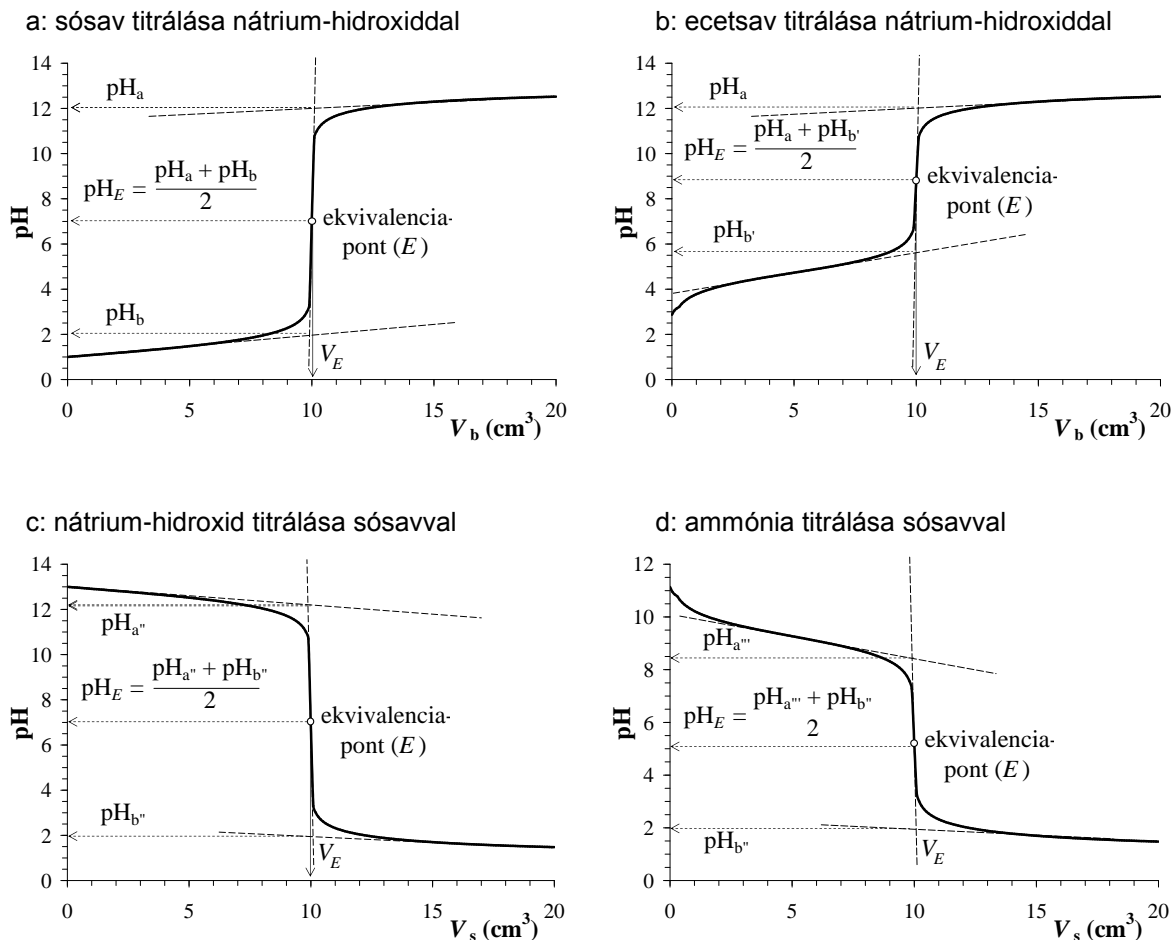 a: sósav titrálása nátrium-hidroxiddal
14
12
10
8
6
4
2
0
pH
pHa
pHE = (pHa + pHb) / 2
ekvivalencia-
pont (E)
pHb
VE
0 5 10 15 20
Vb (cm³)
b: ecetsav titrálása nátrium-hidroxiddal
14
12
10
8
6
4
2
0
pH
pHa
pHE = (pHa + pHb') / 2
ekvivalencia-
pont (E)
pHb'
VE
0 5 10 15 20
Vb (cm³)
c: nátrium-hidroxid titrálása sósavval
14
12
10
8
6
4
2
0
pH
pHa"
pHE = (pHa" + pHb") / 2
ekvivalencia-
pont (E)
pHb"
VE
0 5 10 15 20
Vs (cm³)
d: ammónia titrálása sósavval
12
10
8
6
4
2
0
pH
pHa"'
pHE = (pHa"' + pHb") / 2
ekvivalencia-
pont (E)
pHb"
VE
0 5 10 15 20
Vs (cm³)